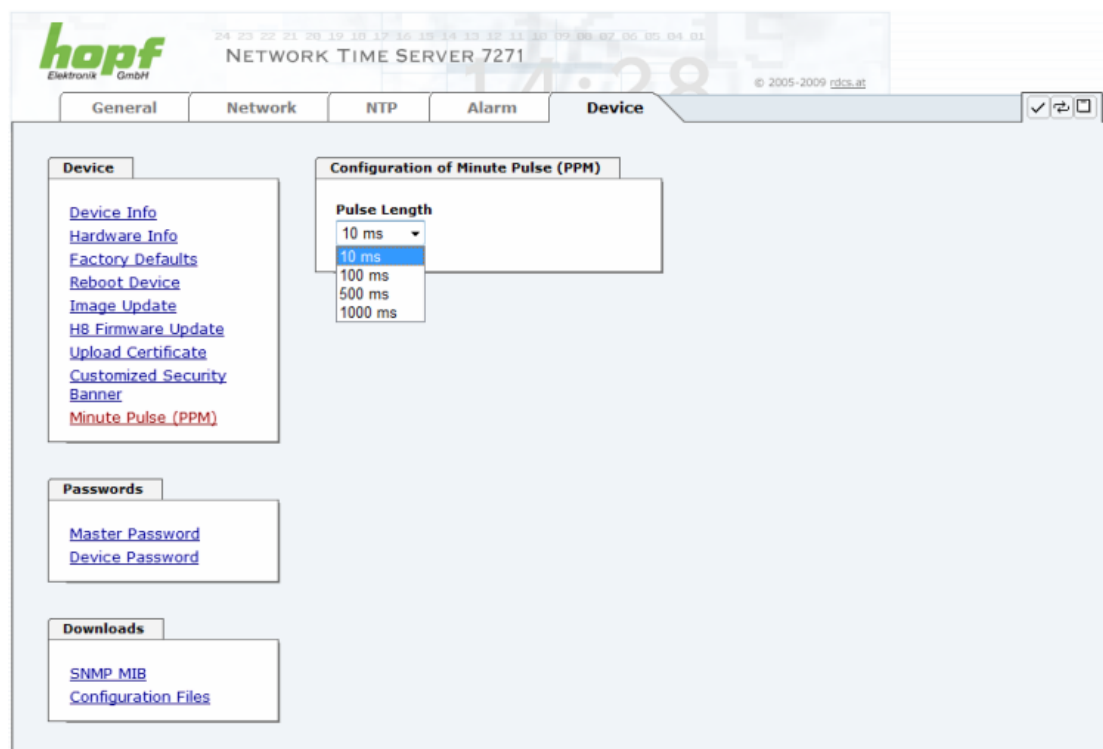 hopf
Elektronik GmbH
24 23 22 21 20 19 18 17 16 15 14 13 12 11 10 09 08 07 06 05 04 01
NETWORK TIME SERVER 7271
14:28
© 2005-2009 rdcs.at
General
Network
NTP
Alarm
Device
Device
Device Info
Hardware Info
Factory Defaults
Reboot Device
Image Update
H8 Firmware Update
Upload Certificate
Customized Security
Banner
Minute Pulse (PPM)
Configuration of Minute Pulse (PPM)
Pulse Length
10 ms
10 ms
100 ms
500 ms
1000 ms
Passwords
Master Password
Device Password
Downloads
SNMP MIB
Configuration Files